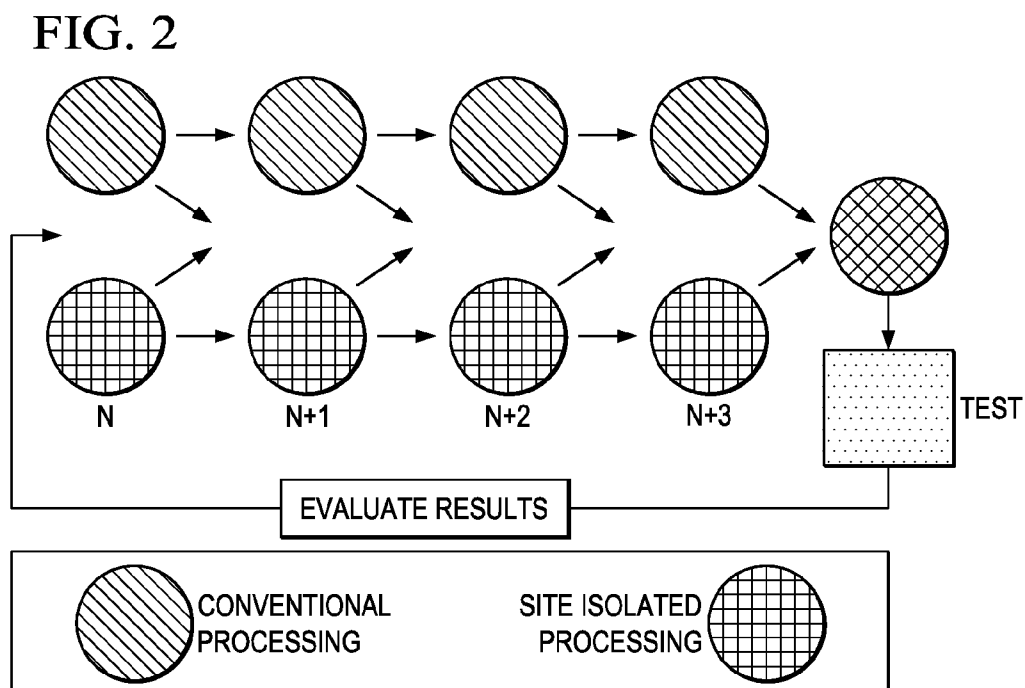 FIG. 2
N
N+1
N+2
N+3
TEST
EVALUATE RESULTS
CONVENTIONAL
PROCESSING
SITE ISOLATED
PROCESSING